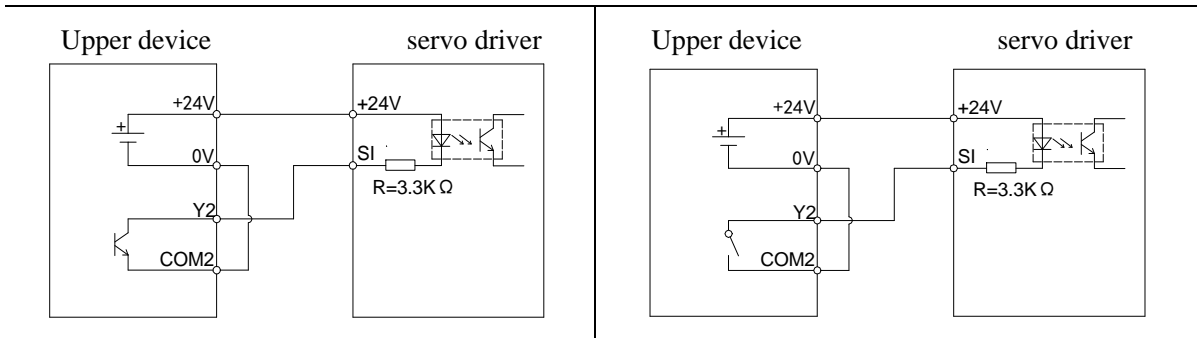 Upper device
servo driver
+24V
+24V
+
0V
SI
R=3.3KΩ
Y2
COM2
Upper device
servo driver
+24V
+24V
+
0V
SI
R=3.3KΩ
Y2
COM2